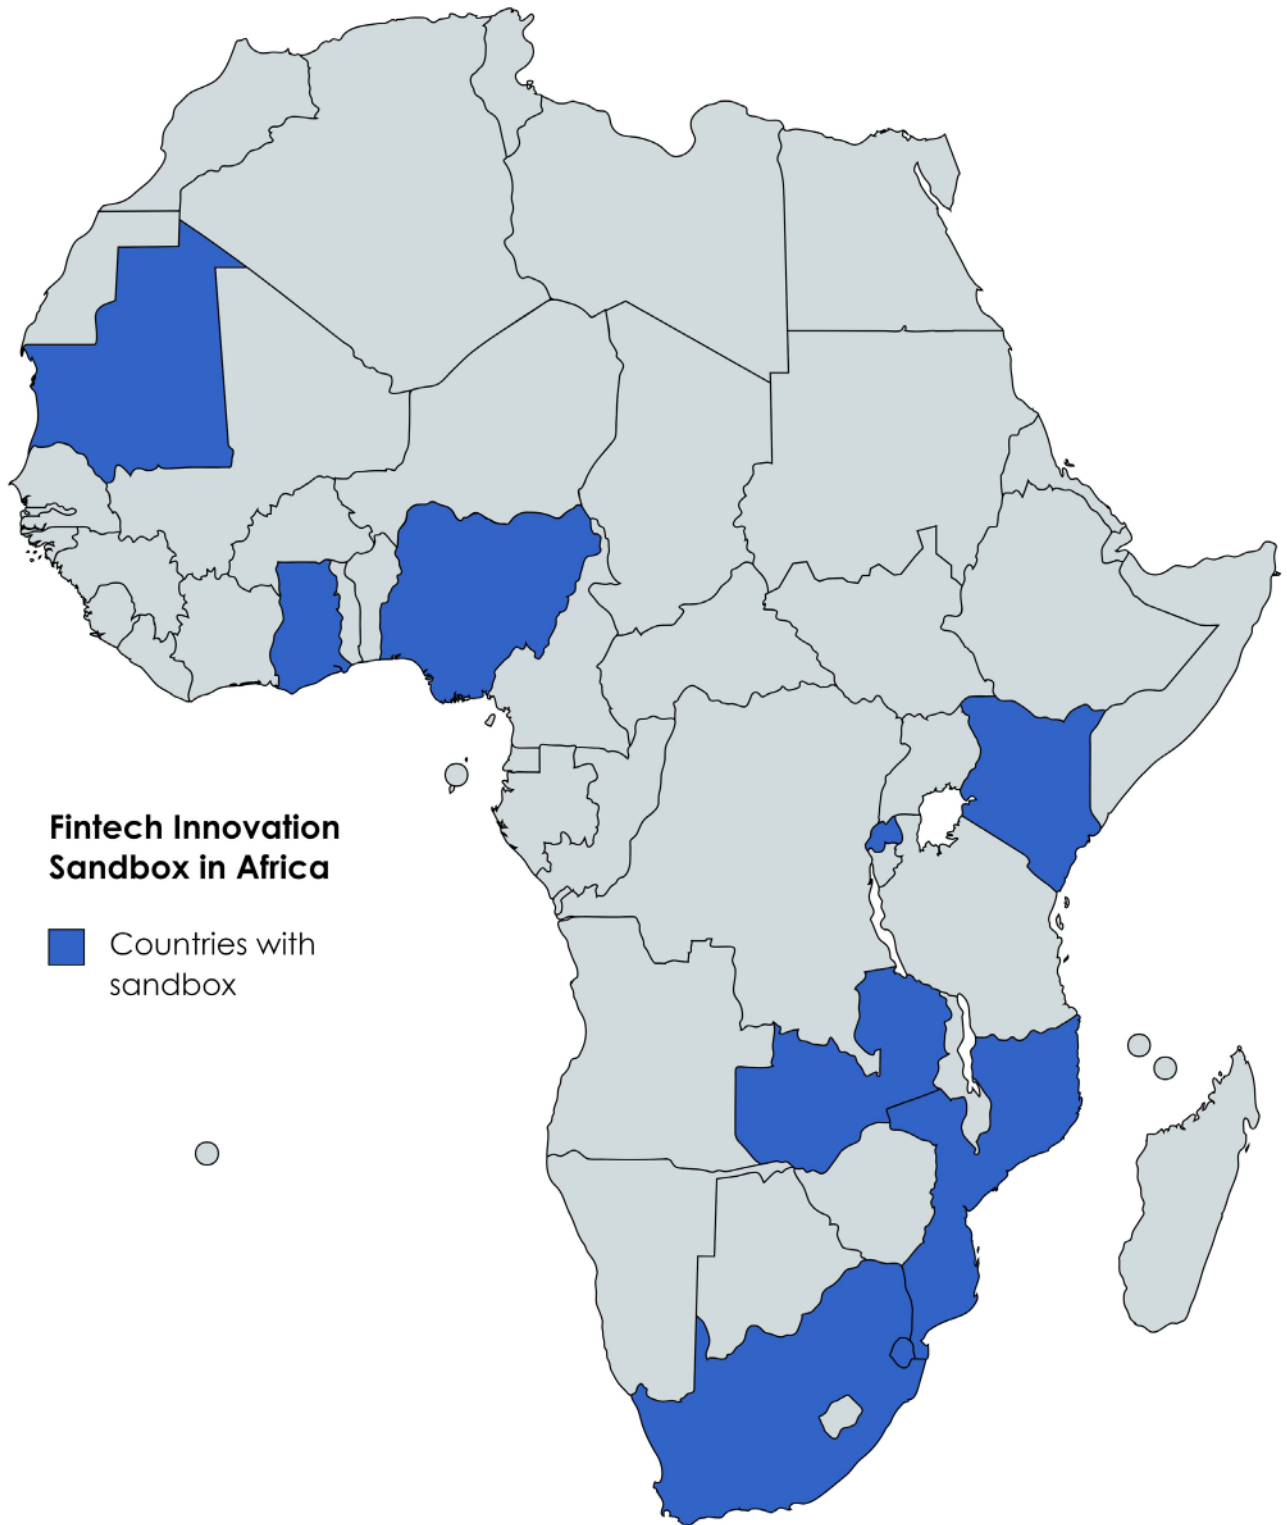 Fintech Innovation
Sandbox in Africa
Countries with
sandbox